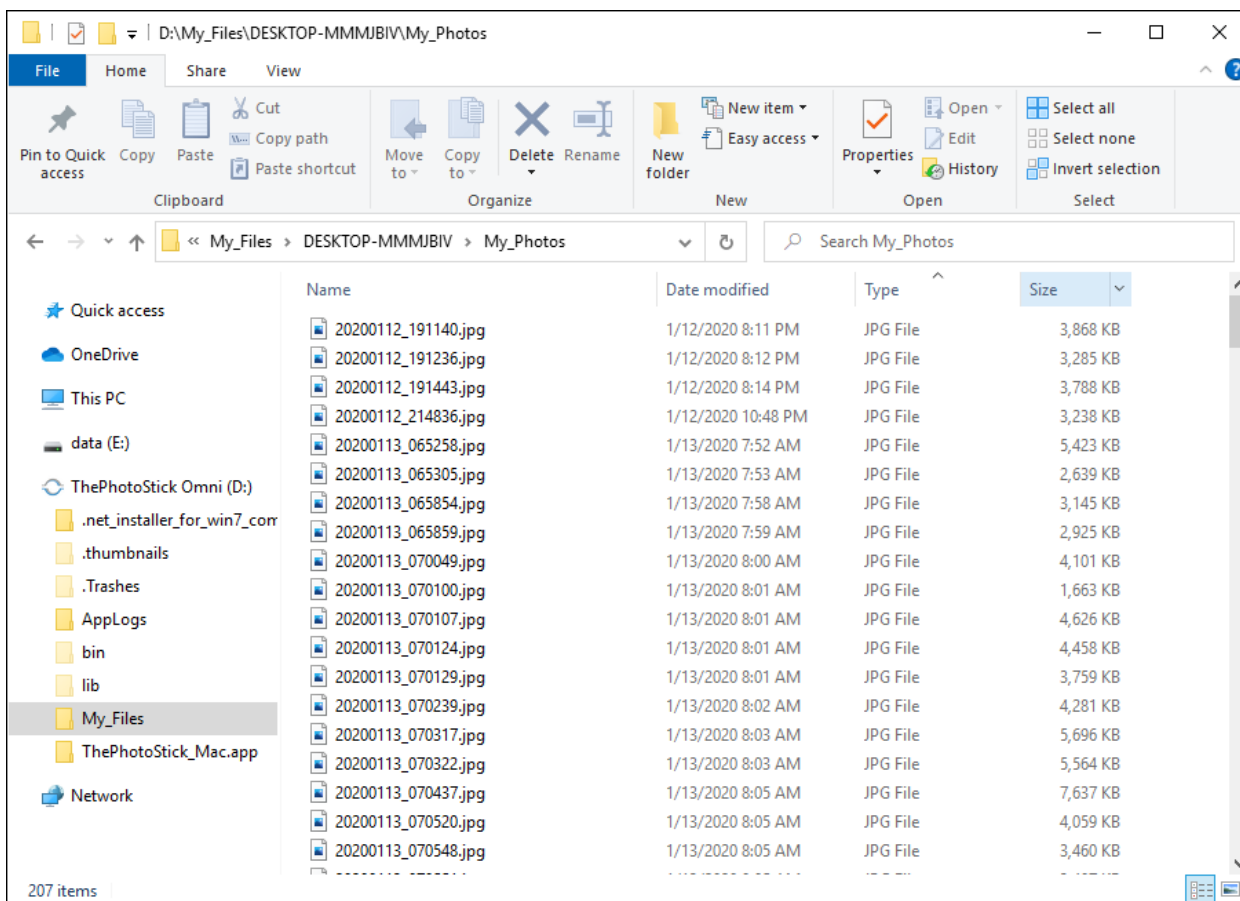 D:\My_Files\DESKTOP-MMMJBIV\My_Photos
File Home Share View
Pin to Quick access
Copy
Paste
Cut
Copy path
Paste shortcut
Move to
Copy to
Delete
Rename
New folder
New item
Easy access
Properties
Open
Edit
History
Select all
Select none
Invert selection
Clipboard Organize New Open Select
« My_Files > DESKTOP-MMMJBIV > My_Photos
Search My_Photos
Quick access
OneDrive
This PC
data (E:)
ThePhotoStick Omni (D:)
.net_installer_for_win7_com
.thumbnails
.Trashes
AppLogs
bin
lib
My_Files
ThePhotoStick_Mac.app
Network
Name Date modified Type Size
20200112_191140.jpg 1/12/2020 8:11 PM JPG File 3,868 KB
20200112_191236.jpg 1/12/2020 8:12 PM JPG File 3,285 KB
20200112_191443.jpg 1/12/2020 8:14 PM JPG File 3,788 KB
20200112_214836.jpg 1/12/2020 10:48 PM JPG File 3,238 KB
20200113_065258.jpg 1/13/2020 7:52 AM JPG File 5,423 KB
20200113_065305.jpg 1/13/2020 7:53 AM JPG File 2,639 KB
20200113_065854.jpg 1/13/2020 7:58 AM JPG File 3,145 KB
20200113_065859.jpg 1/13/2020 7:59 AM JPG File 2,925 KB
20200113_070049.jpg 1/13/2020 8:00 AM JPG File 4,101 KB
20200113_070100.jpg 1/13/2020 8:01 AM JPG File 1,663 KB
20200113_070107.jpg 1/13/2020 8:01 AM JPG File 4,626 KB
20200113_070124.jpg 1/13/2020 8:01 AM JPG File 4,458 KB
20200113_070129.jpg 1/13/2020 8:01 AM JPG File 3,759 KB
20200113_070239.jpg 1/13/2020 8:02 AM JPG File 4,281 KB
20200113_070317.jpg 1/13/2020 8:03 AM JPG File 5,696 KB
20200113_070322.jpg 1/13/2020 8:03 AM JPG File 5,564 KB
20200113_070437.jpg 1/13/2020 8:05 AM JPG File 7,637 KB
20200113_070520.jpg 1/13/2020 8:05 AM JPG File 4,059 KB
20200113_070548.jpg 1/13/2020 8:05 AM JPG File 3,460 KB
207 items